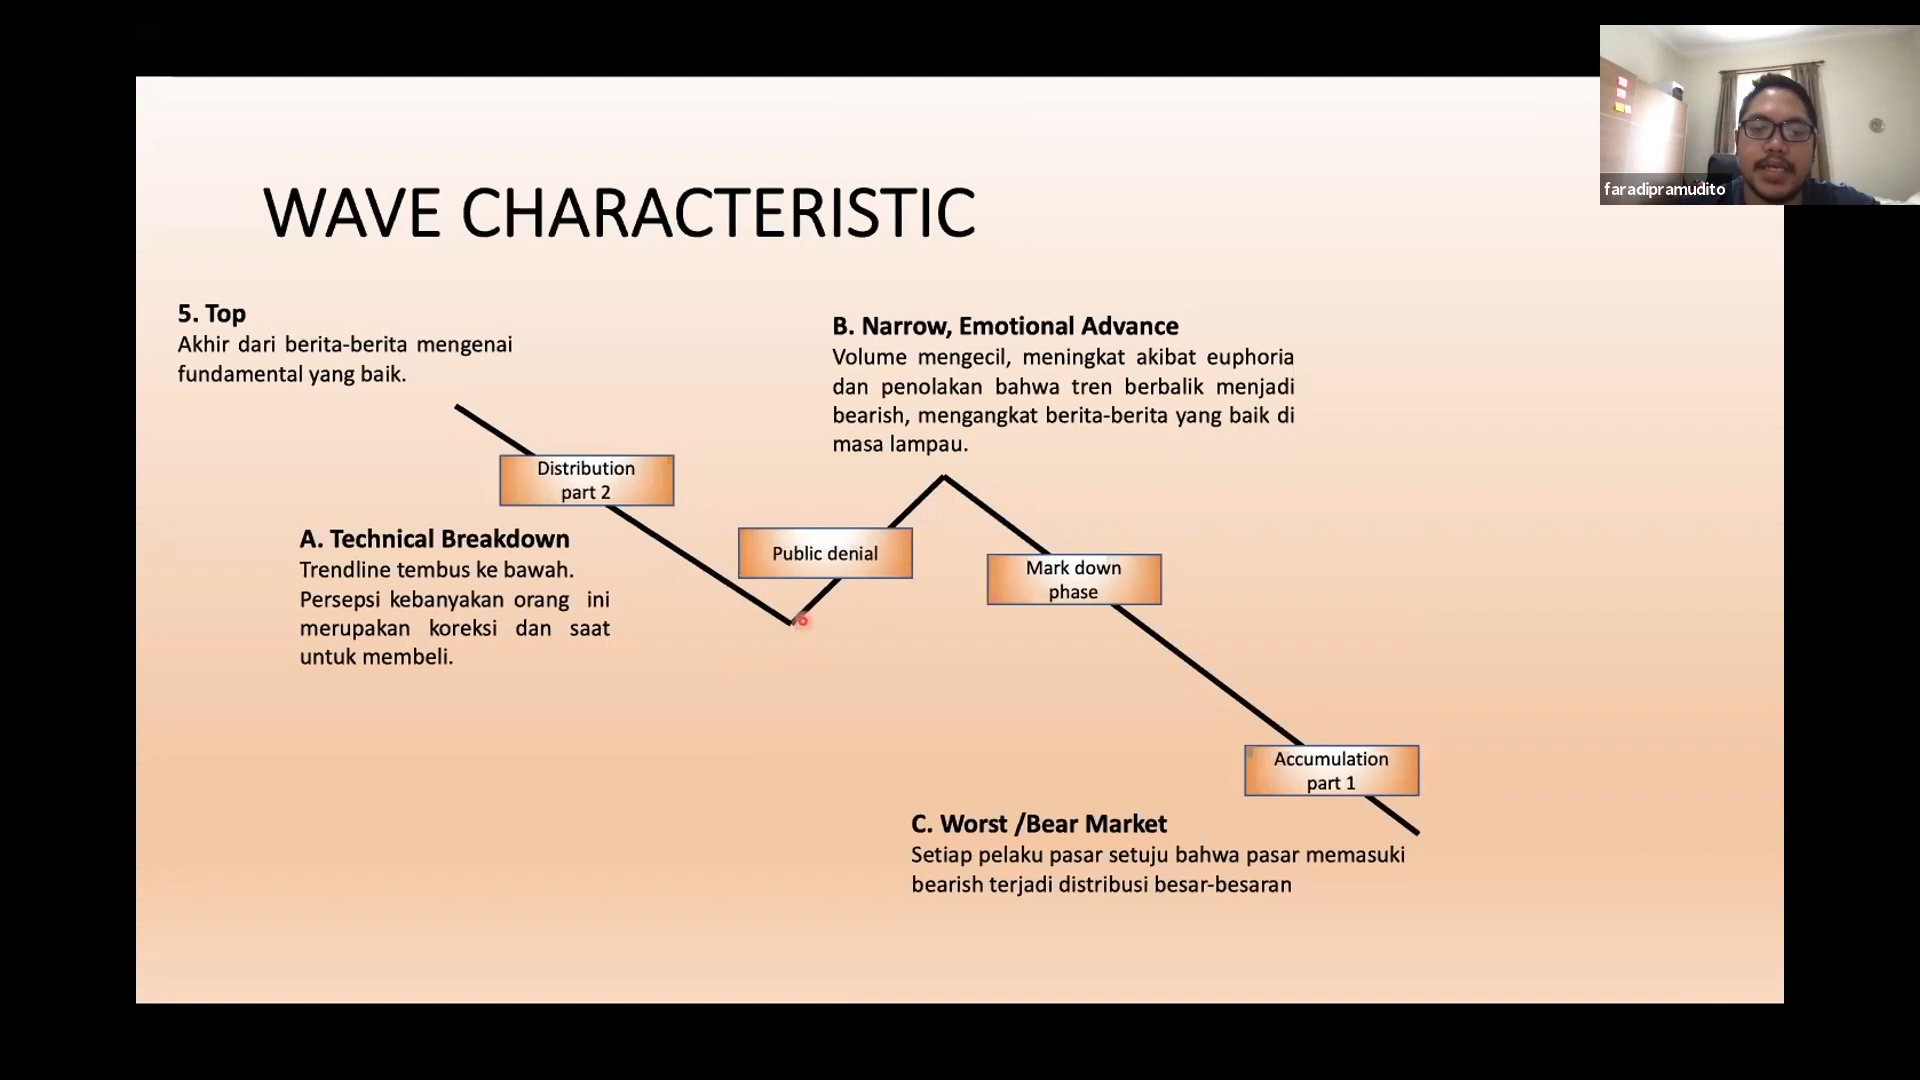 faradipramudito
WAVE CHARACTERISTIC
5. Top
Akhir dari berita-berita mengenai
fundamental yang baik.
B. Narrow, Emotional Advance
Volume mengecil, meningkat akibat euphoria
dan penolakan bahwa tren berbalik menjadi
bearish, mengangkat berita-berita yang baik di
masa lampau.
Distribution
part 2
A. Technical Breakdown
Trendline tembus ke bawah.
Persepsi kebanyakan orang ini
merupakan koreksi dan saat
untuk membeli.
Public denial
Mark down
phase
Accumulation
part 1
C. Worst /Bear Market
Setiap pelaku pasar setuju bahwa pasar memasuki
bearish terjadi distribusi besar-besaran